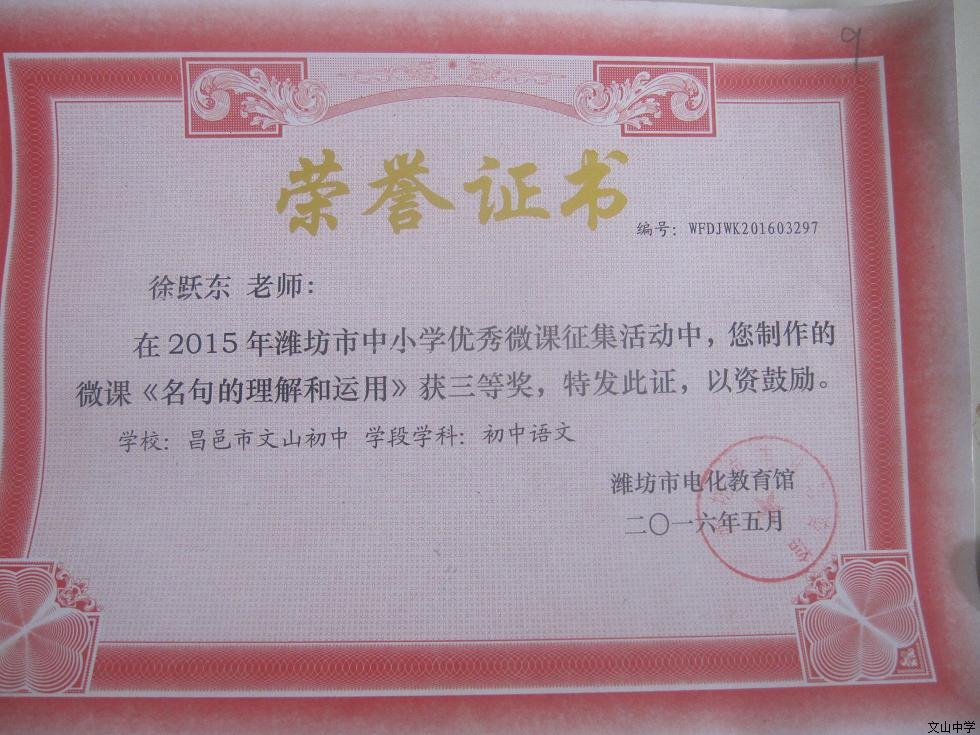 9
荣誉证书
编号：WFDJWK201603297
徐跃东 老师：
在2015年潍坊市中小学优秀微课征集活动中，您制作的
微课《名句的理解和运用》获三等奖，特发此证，以资鼓励。
学校：昌邑市文山初中 学段学科：初中语文
潍坊市电化教育馆
二〇一六年五月
文山中学